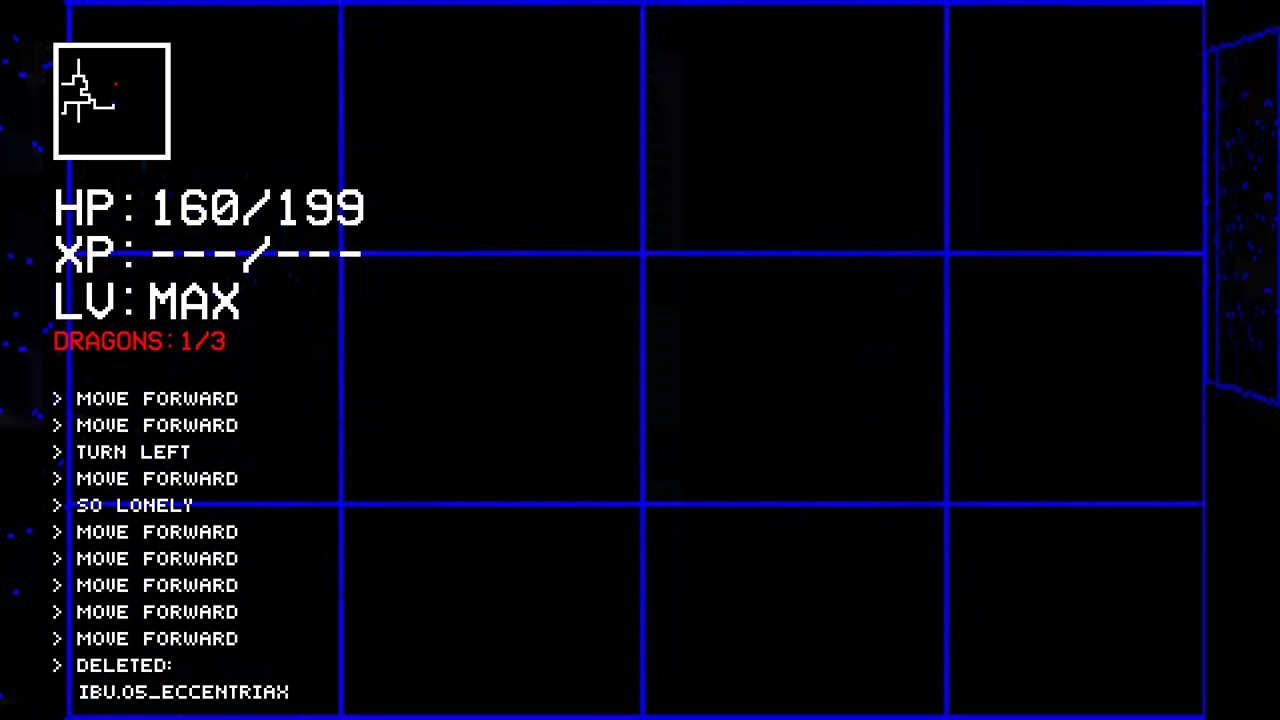 HP:160/199
XP:---/---
LV:MAX
DRAGONS:1/3
> MOVE FORWARD
> MOVE FORWARD
> TURN LEFT
> MOVE FORWARD
> SO LONELY
> MOVE FORWARD
> MOVE FORWARD
> MOVE FORWARD
> MOVE FORWARD
> MOVE FORWARD
> DELETED:
IBU.05_ECCENTRIAX